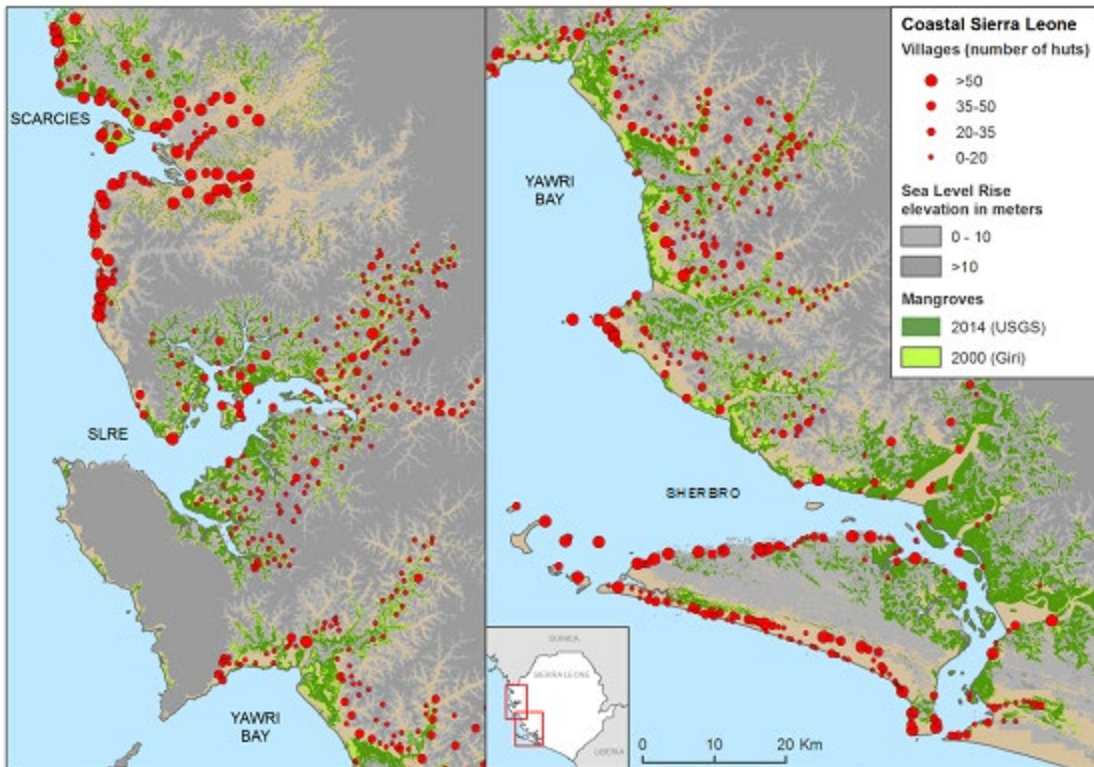 SCARCIES
SLRE
YAWRI
BAY
YAWRI
BAY
SHERBRO
Coastal Sierra Leone
Villages (number of huts)
>50
35-50
20-35
0-20
Sea Level Rise
elevation in meters
0 - 10
>10
Mangroves
2014 (USGS)
2000 (Giri)
GUINEA
SIERRA LEONE
LIBERIA
0 10 20 Km